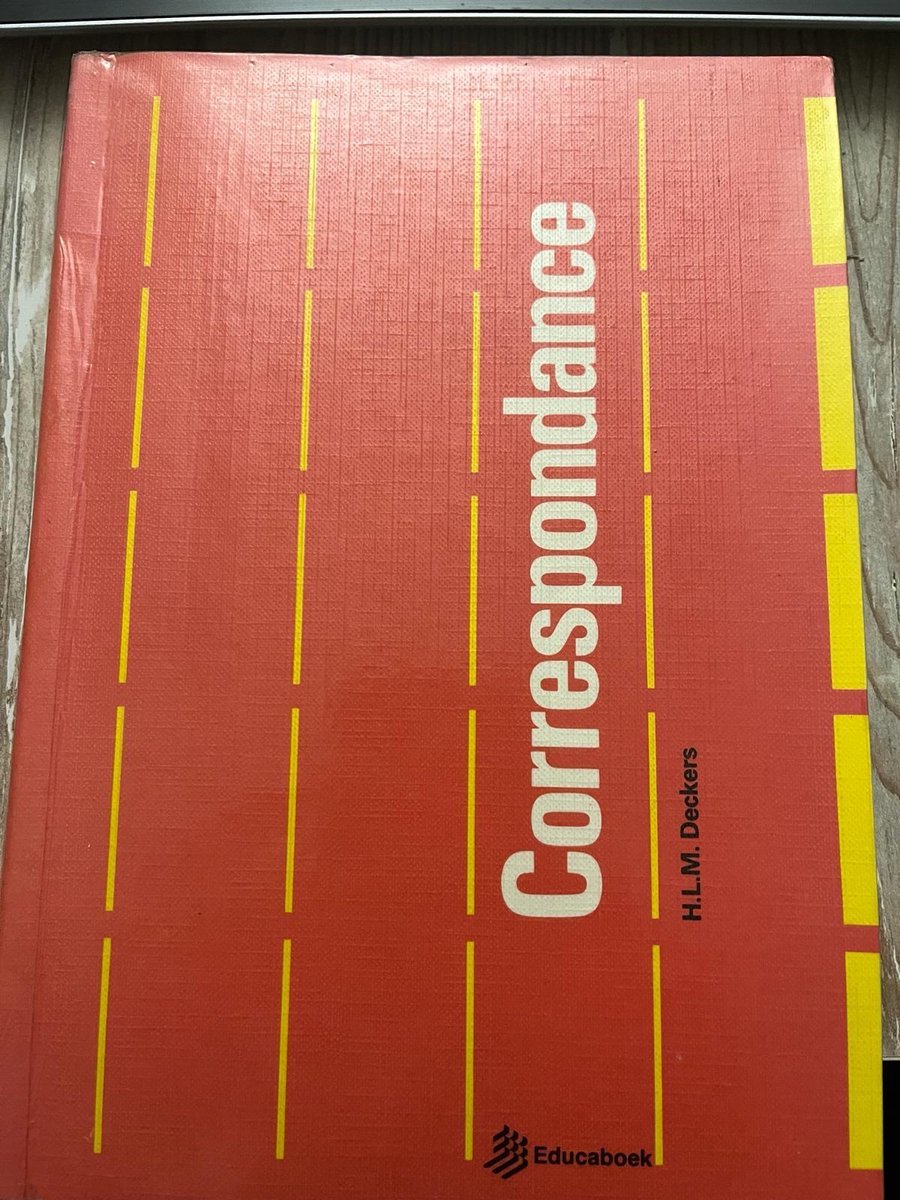 Correspondance
H.L.M. Deckers
Educaboek